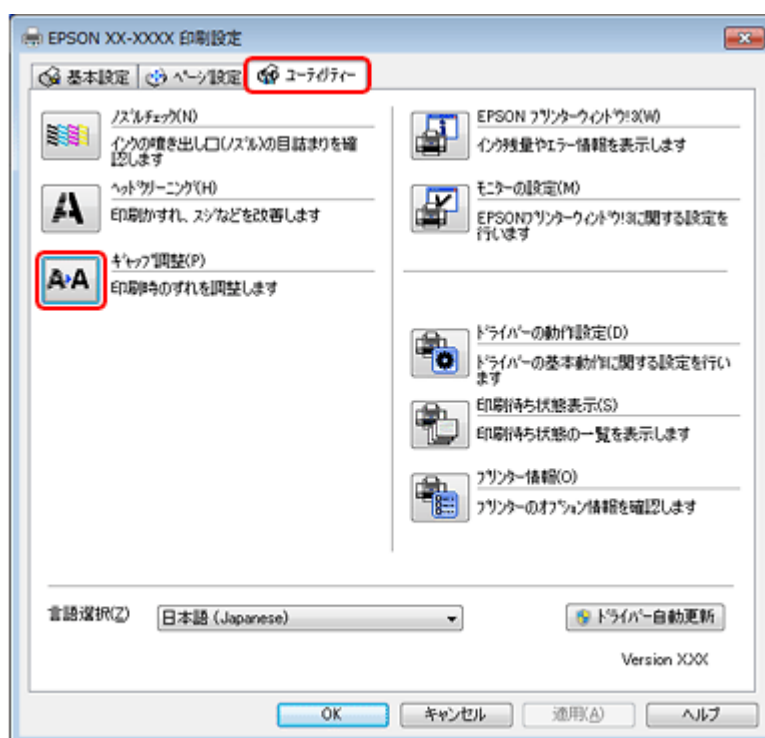 EPSON XX-XXXX 印刷設定
基本設定
ページ設定
ユーティリティー
ノズルチェック(N)
インクの噴き出し口(ノズル)の目詰まりを確
認します
ヘッドクリーニング(H)
印刷かすれ、スジなどを改善します
ギャップ調整(P)
印刷時のずれを調整します
EPSON プリンターウィンドウ!3(W)
インク残量やエラー情報を表示します
モニターの設定(M)
EPSONプリンターウィンドウ!3に関する設定を
行います
ドライバーの動作設定(D)
ドライバーの基本動作に関する設定を行い
ます
印刷待ち状態表示(S)
印刷待ち状態の一覧を表示します
プリンター情報(O)
プリンターのオプション情報を確認します
言語選択(Z)
日本語 (Japanese)
ドライバー自動更新
Version X.XX
OK
キャンセル
適用(A)
ヘルプ